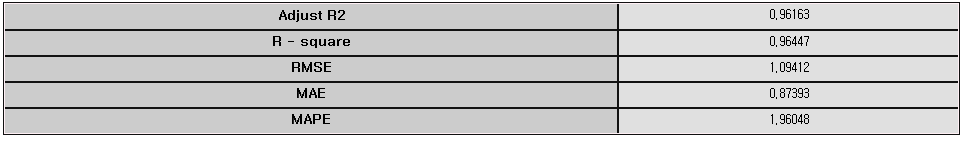 Adjust R2 0.96163
R - square 0.96447
RMSE 1.09412
MAE 0.87393
MAPE 1.96048